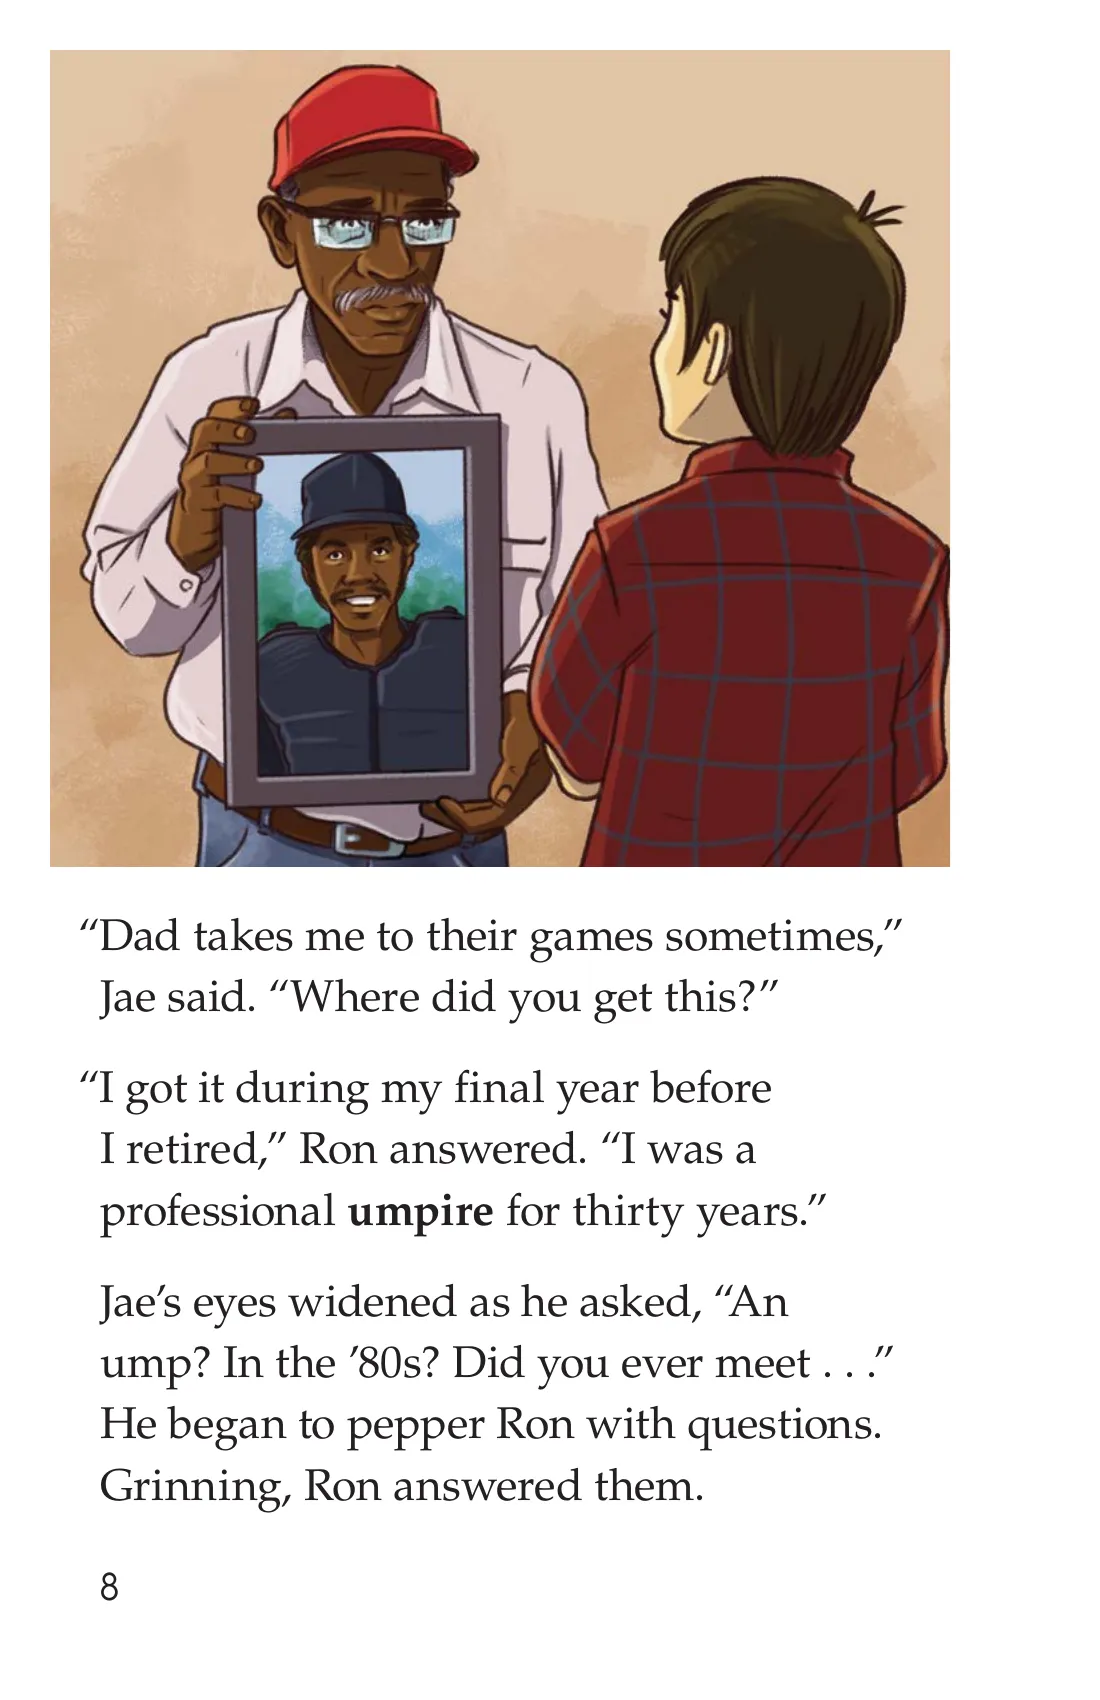 “Dad takes me to their games sometimes,”
Jae said. “Where did you get this?”
“I got it during my final year before
I retired,” Ron answered. “I was a
professional umpire for thirty years.”
Jae’s eyes widened as he asked, “An
ump? In the ’80s? Did you ever meet . . .”
He began to pepper Ron with questions.
Grinning, Ron answered them.
8